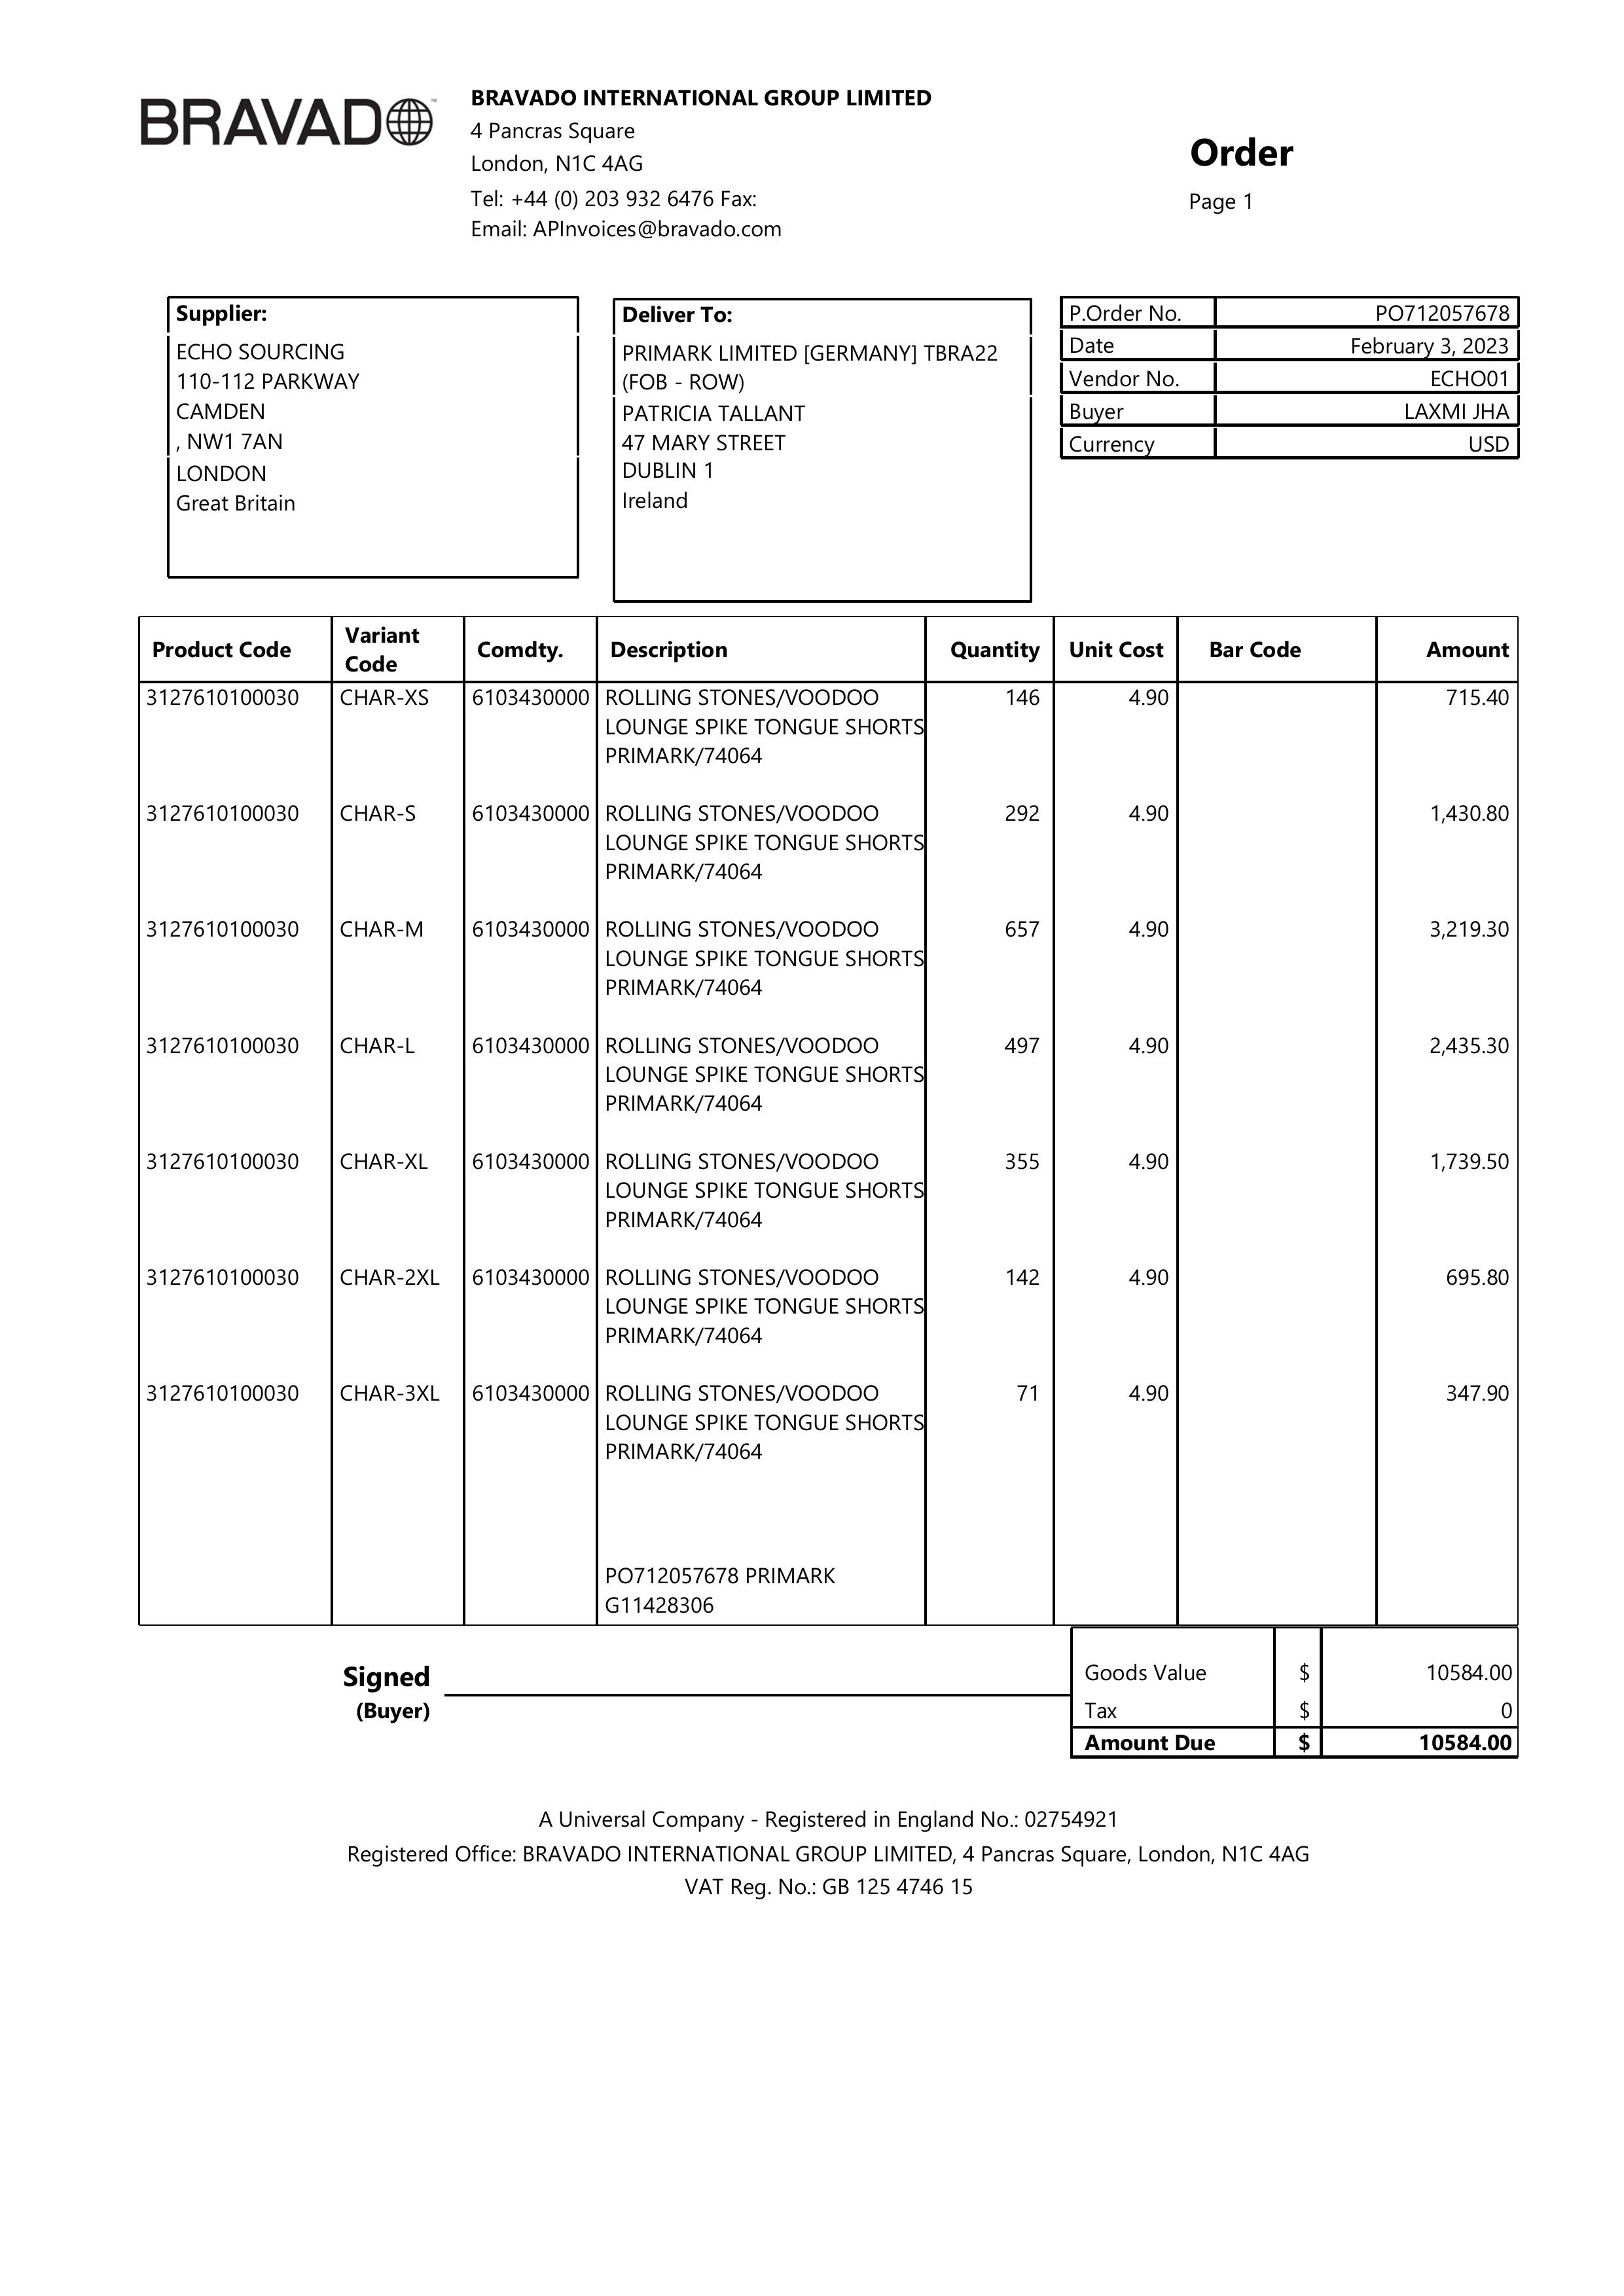 BRAVADO
BRAVADO INTERNATIONAL GROUP LIMITED
4 Pancras Square
London, N1C 4AG
Tel: +44 (0) 203 932 6476 Fax:
Email: APInvoices@bravado.com
Order
Page 1
Supplier:
ECHO SOURCING
110-112 PARKWAY
CAMDEN
, NW1 7AN
LONDON
Great Britain
Deliver To:
PRIMARK LIMITED [GERMANY] TBRA22
(FOB - ROW)
PATRICIA TALLANT
47 MARY STREET
DUBLIN 1
Ireland
P.Order No. PO712057678
Date February 3, 2023
Vendor No. ECHO01
Buyer LAXMI JHA
Currency USD
Product Code Variant Code Comdty. Description Quantity Unit Cost Bar Code Amount
3127610100030 CHAR-XS 6103430000 ROLLING STONES/VOODOO 146 4.90 715.40
LOUNGE SPIKE TONGUE SHORTS
PRIMARK/74064
3127610100030 CHAR-S 6103430000 ROLLING STONES/VOODOO 292 4.90 1,430.80
LOUNGE SPIKE TONGUE SHORTS
PRIMARK/74064
3127610100030 CHAR-M 6103430000 ROLLING STONES/VOODOO 657 4.90 3,219.30
LOUNGE SPIKE TONGUE SHORTS
PRIMARK/74064
3127610100030 CHAR-L 6103430000 ROLLING STONES/VOODOO 497 4.90 2,435.30
LOUNGE SPIKE TONGUE SHORTS
PRIMARK/74064
3127610100030 CHAR-XL 6103430000 ROLLING STONES/VOODOO 355 4.90 1,739.50
LOUNGE SPIKE TONGUE SHORTS
PRIMARK/74064
3127610100030 CHAR-2XL 6103430000 ROLLING STONES/VOODOO 142 4.90 695.80
LOUNGE SPIKE TONGUE SHORTS
PRIMARK/74064
3127610100030 CHAR-3XL 6103430000 ROLLING STONES/VOODOO 71 4.90 347.90
LOUNGE SPIKE TONGUE SHORTS
PRIMARK/74064
PO712057678 PRIMARK
G11428306
Signed
(Buyer)
Goods Value $ 10584.00
Tax $ 0
Amount Due $ 10584.00
A Universal Company - Registered in England No.: 02754921
Registered Office: BRAVADO INTERNATIONAL GROUP LIMITED, 4 Pancras Square, London, N1C 4AG
VAT Reg. No.: GB 125 4746 15